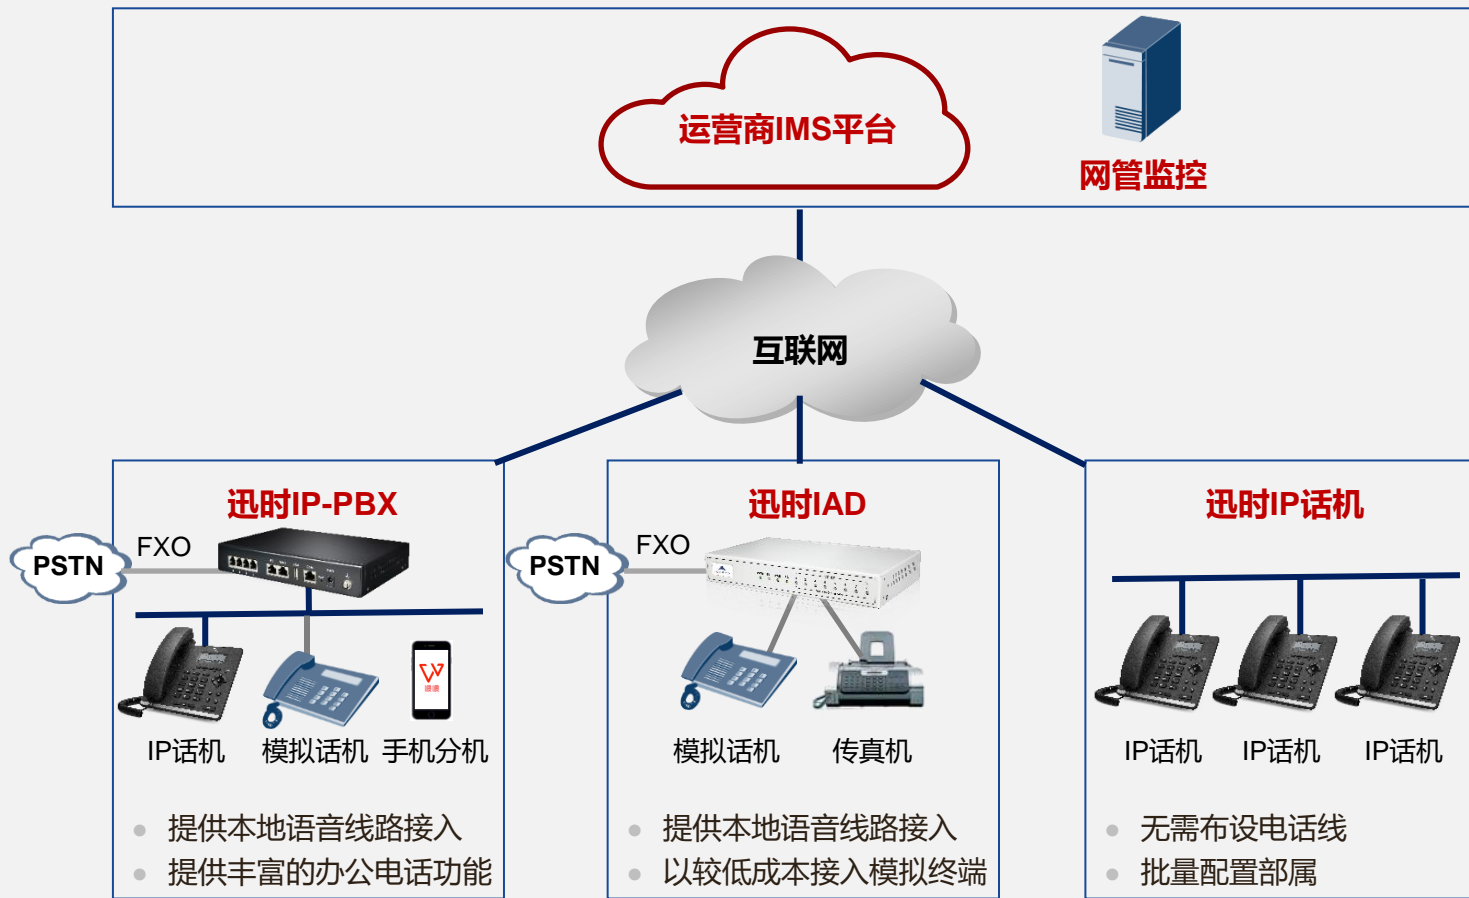 运营商IMS平台
网管监控
互联网
迅时IP-PBX
PSTN
FXO
IP话机
模拟话机
手机分机
提供本地语音线路接入
提供丰富的办公电话功能
迅时IAD
PSTN
FXO
模拟话机
传真机
提供本地语音线路接入
以较低成本接入模拟终端
迅时IP话机
IP话机
IP话机
IP话机
无需布设电话线
批量配置部属